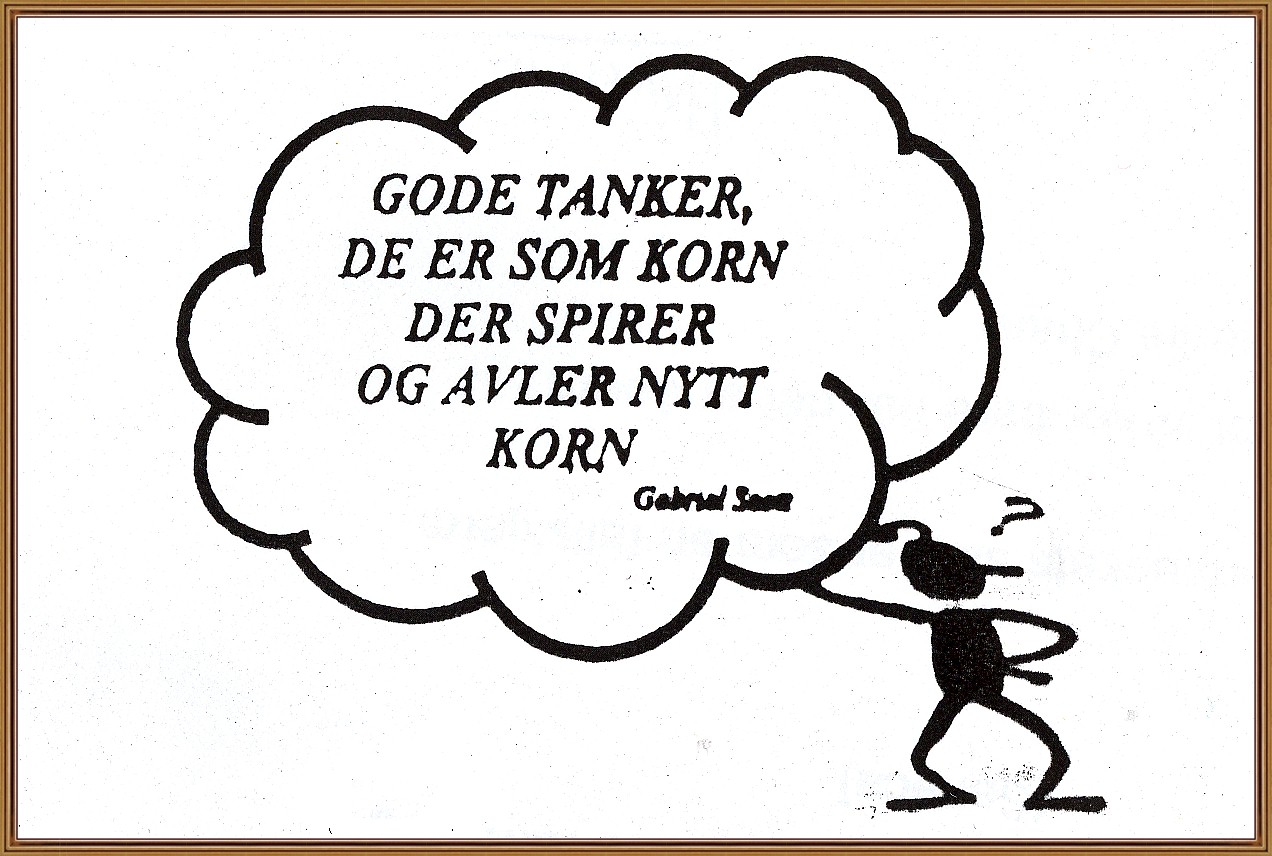 GODE TANKER,
DE ER SOM KORN
DER SPIRER
OG AVLER NYTT
KORN
Gabriel
?